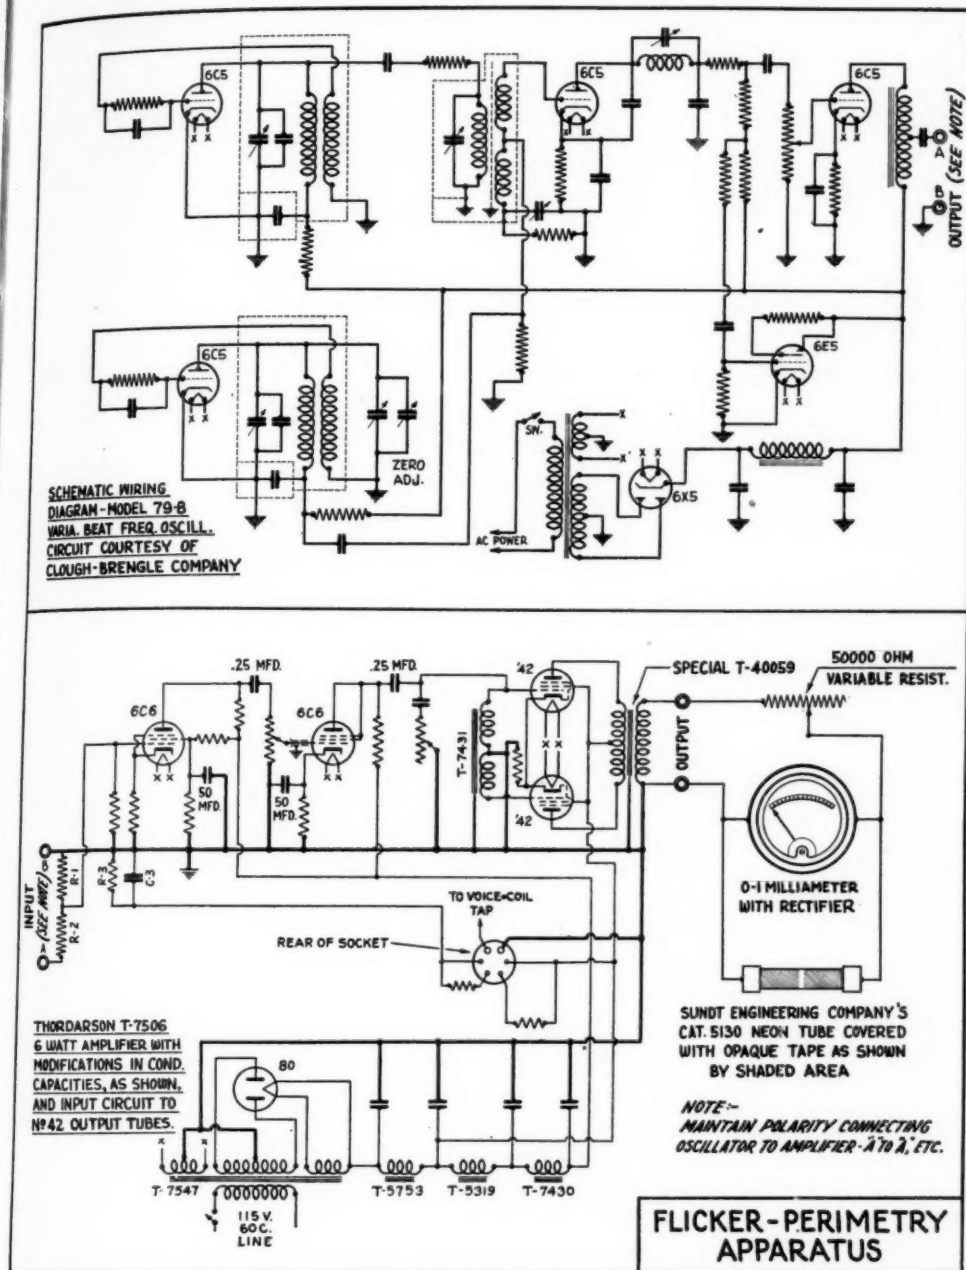 6C5
6C5
6C5
A
B
OUTPUT (SEE NOTE)
X X
X X
X X
6C5
X X
ZERO
ADJ.
6E5
X X
SW.
X
X
X X
6X5
AC POWER
SCHEMATIC WIRING
DIAGRAM-MODEL 79-B
VARIA. BEAT FREQ. OSCILL.
CIRCUIT COURTESY OF
CLOUGH-BRENGLE COMPANY
.25 MFD.
.25 MFD.
'42
SPECIAL T-40059
50000 OHM
VARIABLE RESIST.
6C6
6C6
X X
X X
T-7431
X X
X X
'42
50
MFD.
50
MFD.
OUTPUT
0-1 MILLIAMETER
WITH RECTIFIER
INPUT
(SEE NOTE)
B
A
R-1
R-2
R-3
C-3
TO VOICE-COIL
TAP
REAR OF SOCKET
SUNDT ENGINEERING COMPANY'S
CAT. 5130 NEON TUBE COVERED
WITH OPAQUE TAPE AS SHOWN
BY SHADED AREA
THORDARSON T-7506
6 WATT AMPLIFIER WITH
MODIFICATIONS IN COND.
CAPACITIES, AS SHOWN,
AND INPUT CIRCUIT TO
Nº42 OUTPUT TUBES.
80
X X
T-7547
T-5753
T-5319
T-7430
115 V.
60 C.
LINE
NOTE:-
MAINTAIN POLARITY CONNECTING
OSCILLATOR TO AMPLIFIER-"A" TO "A", ETC.
FLICKER-PERIMETRY
APPARATUS